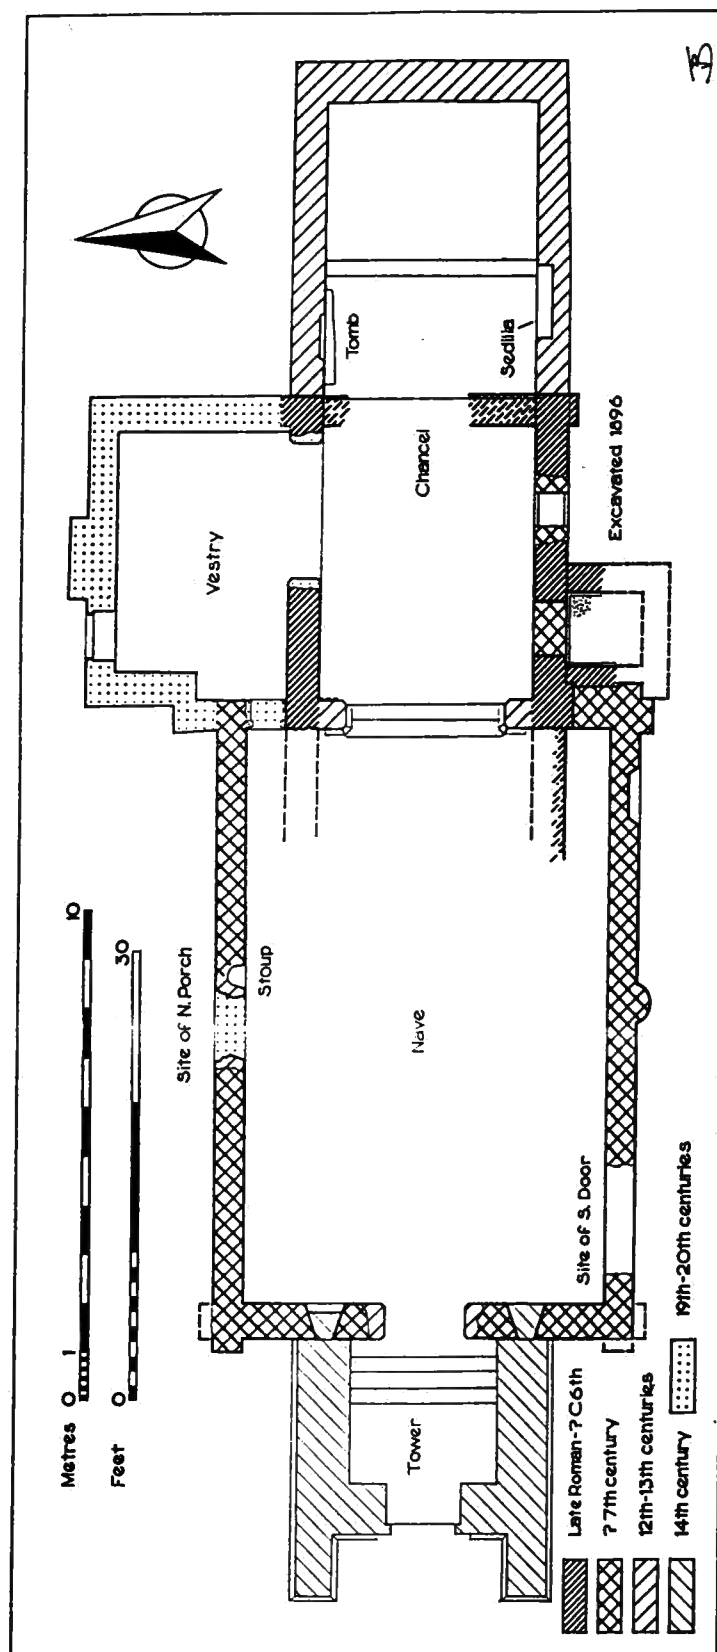 Metres 0 1 10
Feet 0 30
Site of N. Porch
Stoup
Vestry
Tomb
Sedilia
Chancel
Nave
Tower
Site of S. Door
Excavated 1896
Late Roman-? C6th
? 7th century
12th-13th centuries
14th century
19th-20th centuries